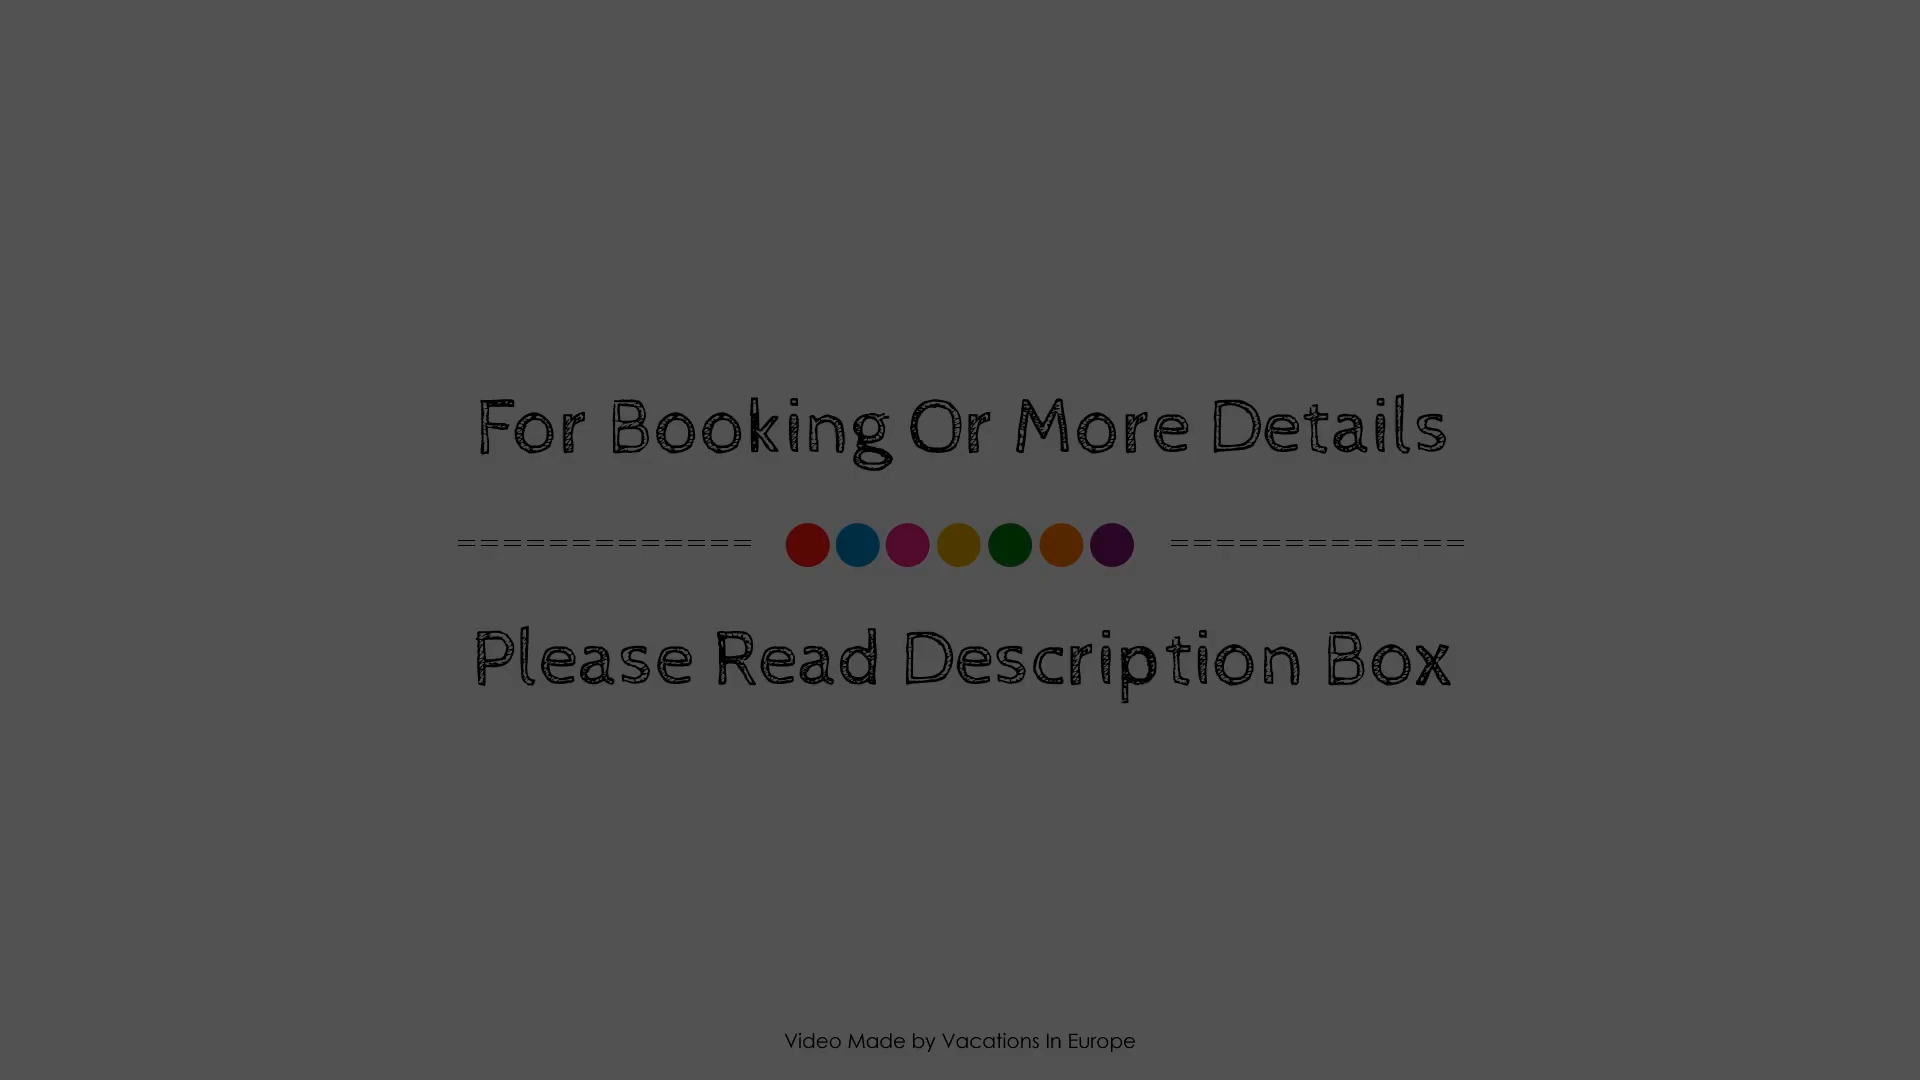 For Booking Or More Details
============= =============
Please Read Description Box
Video Made by Vacations In Europe